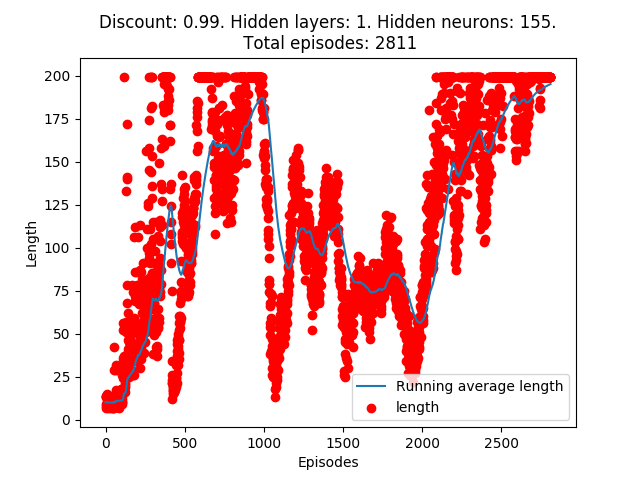 Discount: 0.99. Hidden layers: 1. Hidden neurons: 155.
Total episodes: 2811
200
175
150
125
100
75
50
25
0
Length
Running average length
length
0 500 1000 1500 2000 2500
Episodes